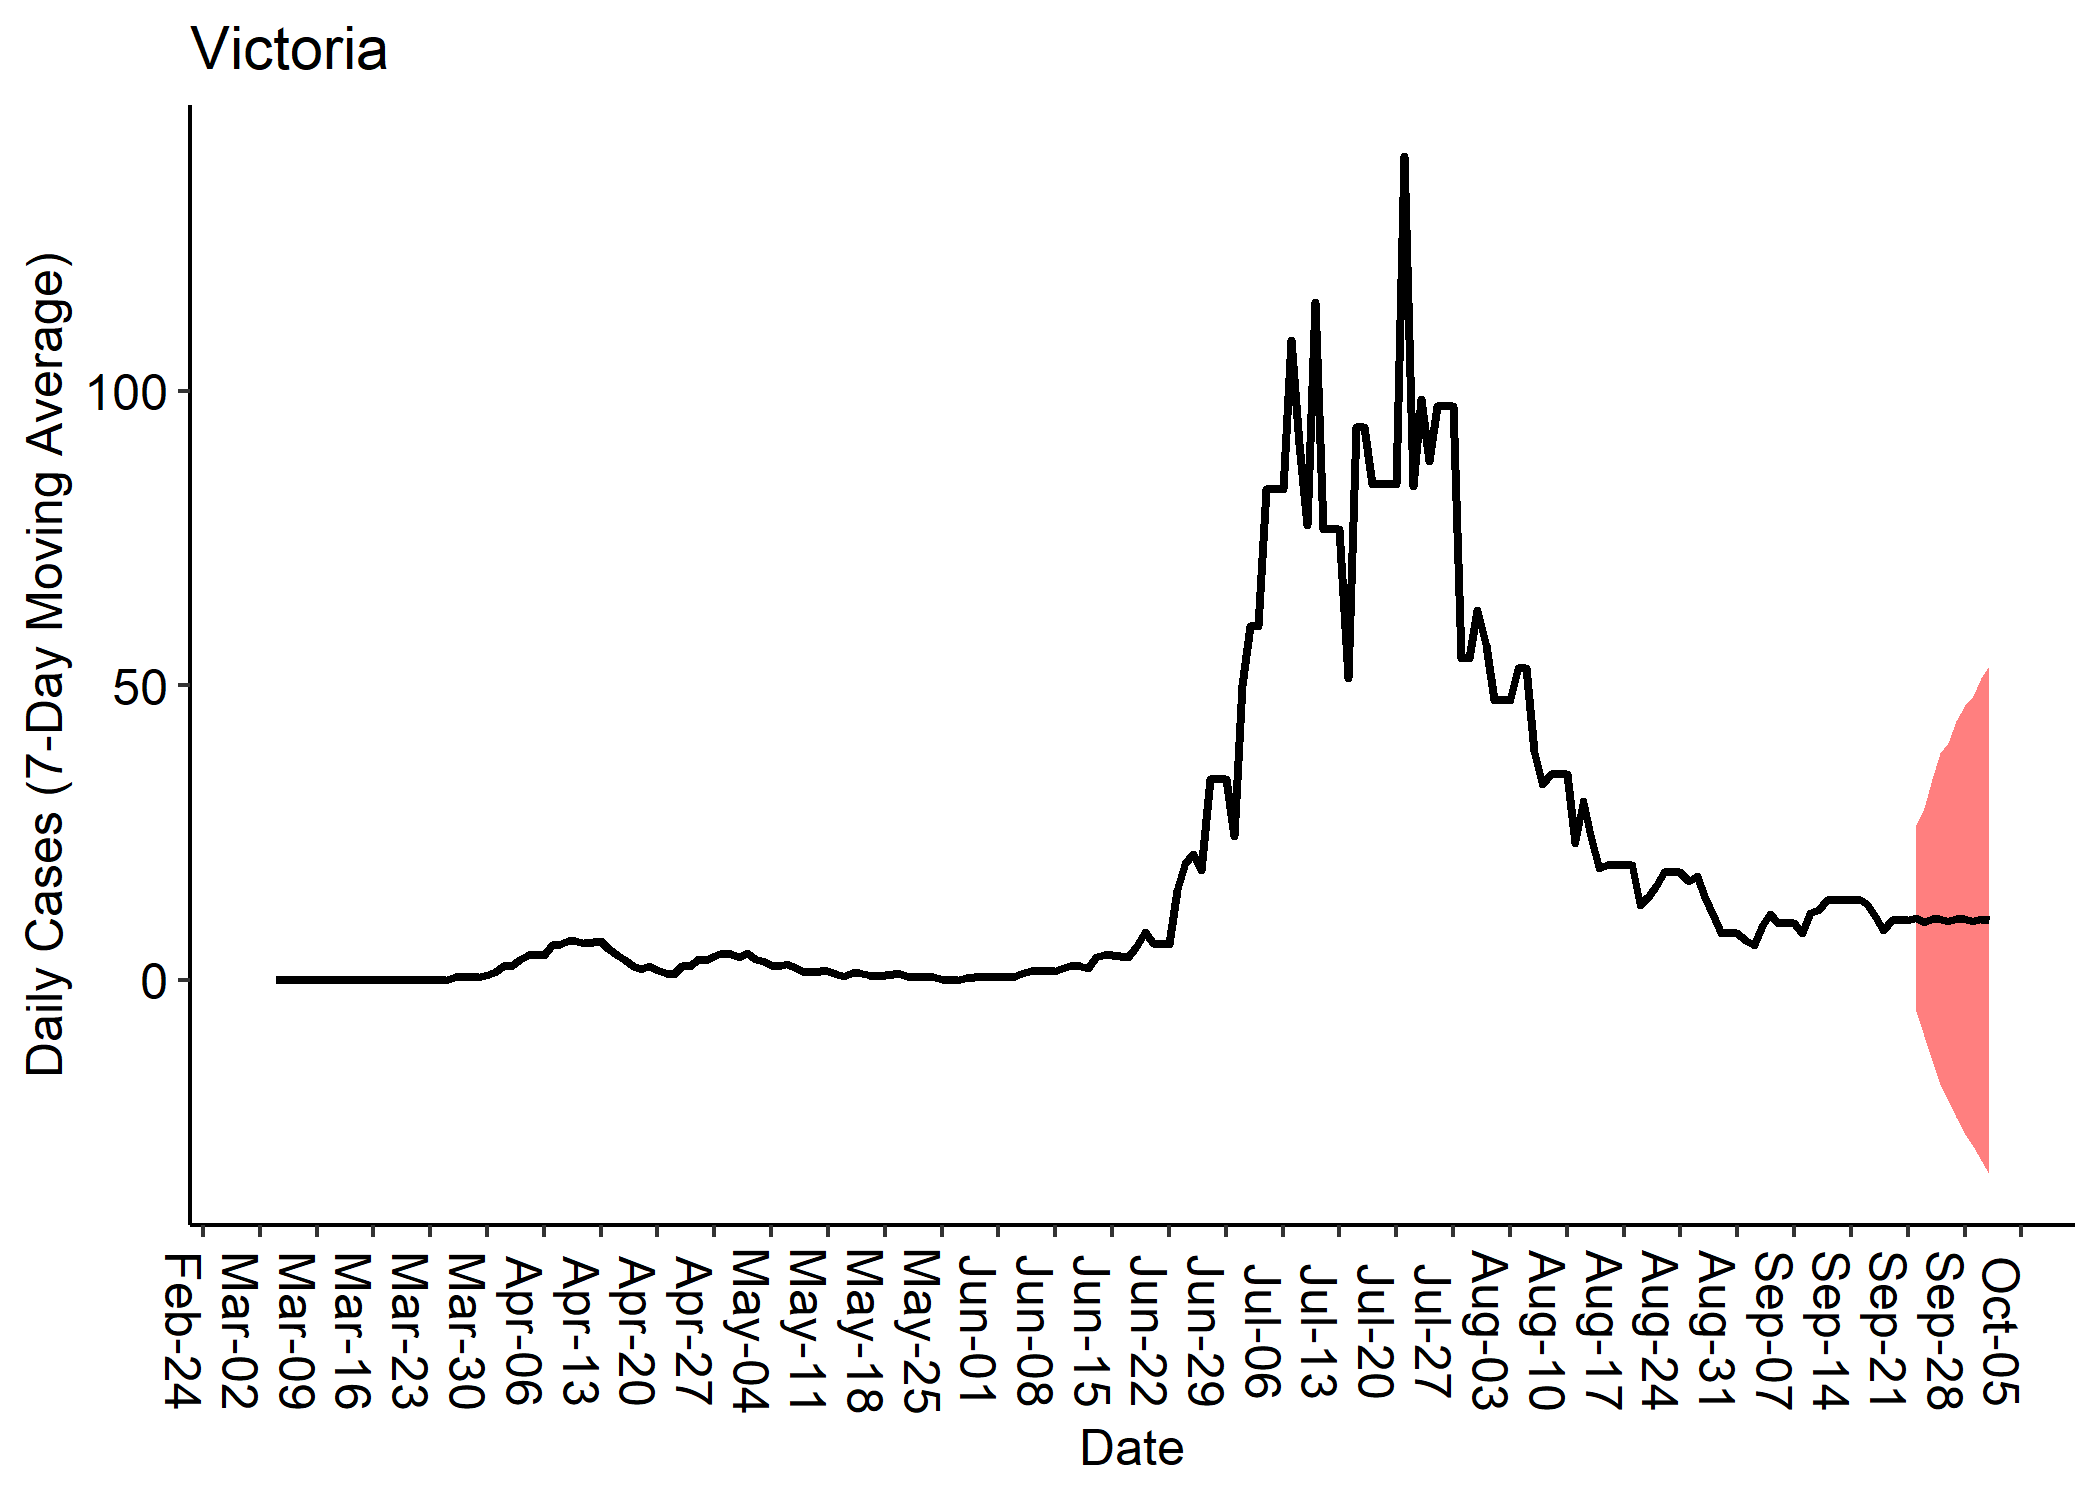 Victoria
Daily Cases (7-Day Moving Average)
100
50
0
Feb-24
Mar-02
Mar-09
Mar-16
Mar-23
Mar-30
Apr-06
Apr-13
Apr-20
Apr-27
May-04
May-11
May-18
May-25
Jun-01
Jun-08
Jun-15
Jun-22
Jun-29
Jul-06
Jul-13
Jul-20
Jul-27
Aug-03
Aug-10
Aug-17
Aug-24
Aug-31
Sep-07
Sep-14
Sep-21
Sep-28
Oct-05
Date